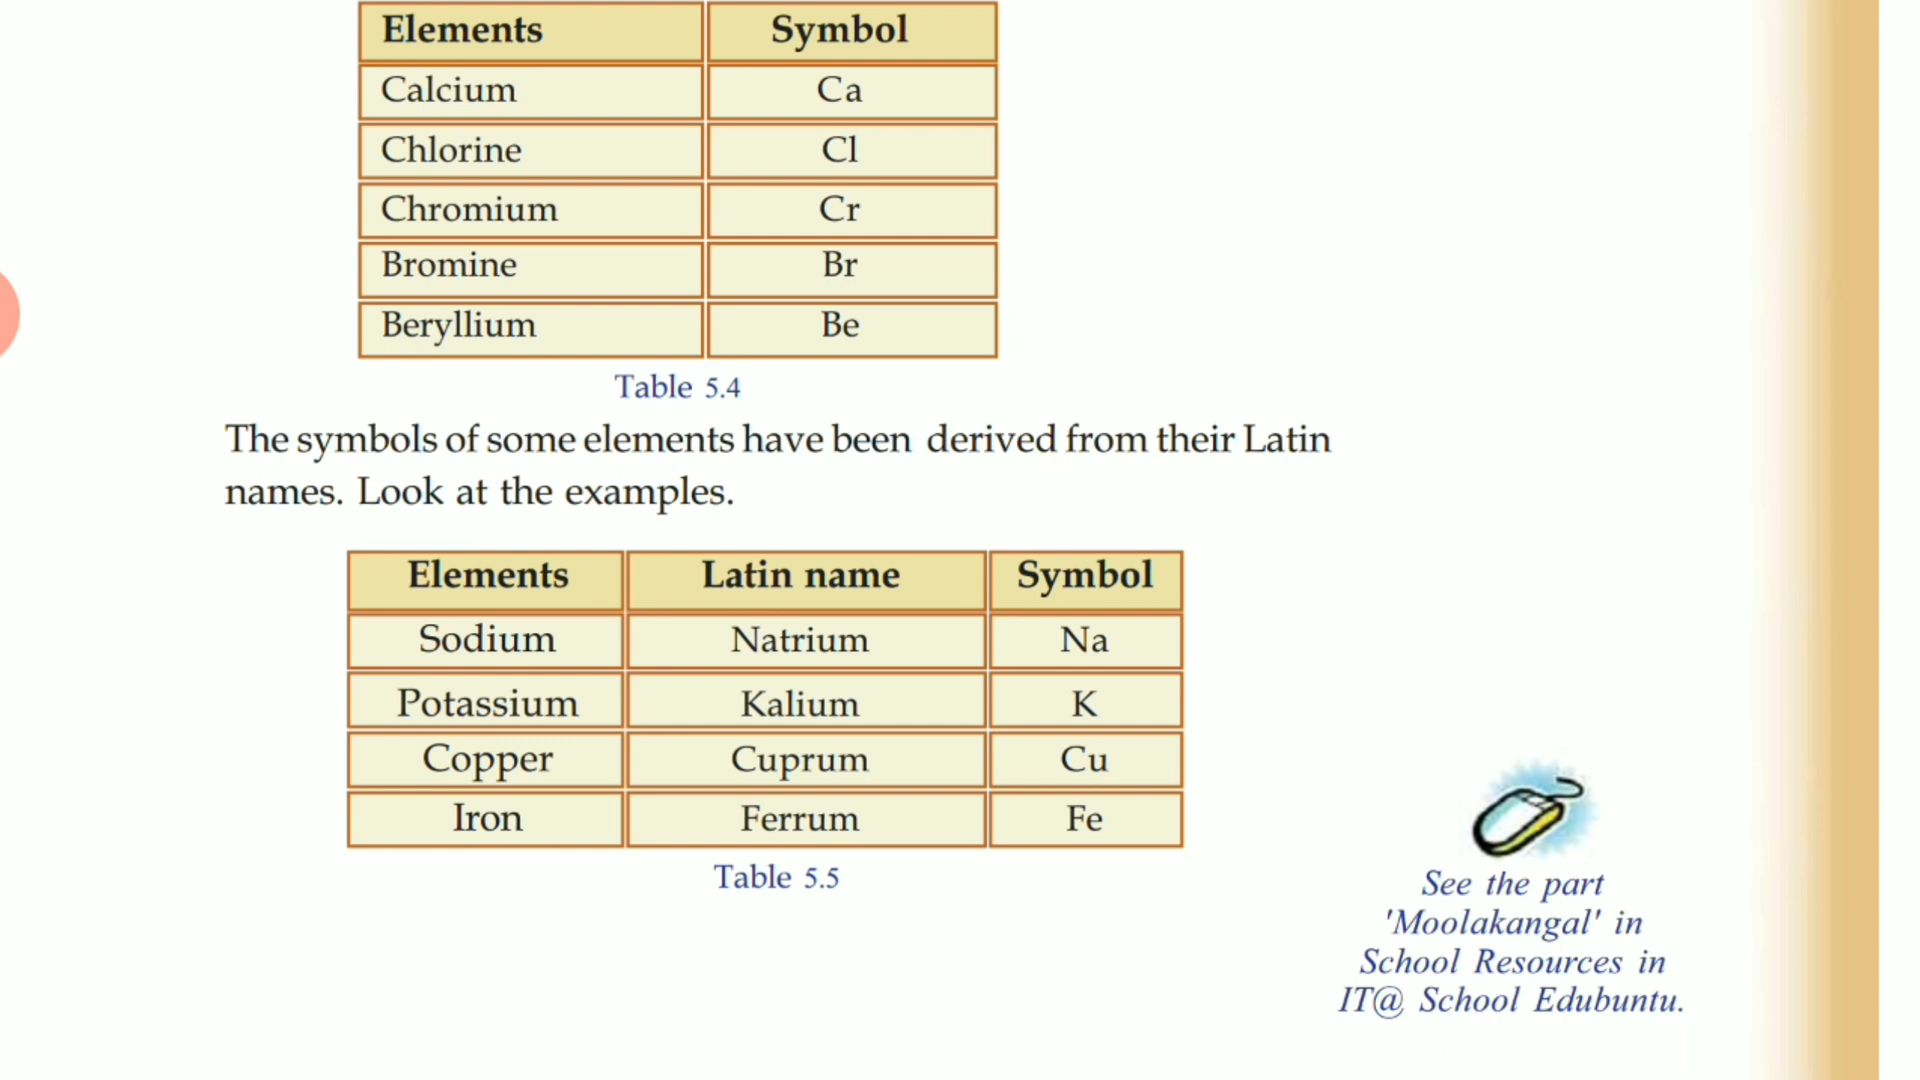 Elements Symbol
Calcium Ca
Chlorine Cl
Chromium Cr
Bromine Br
Beryllium Be
Table 5.4
The symbols of some elements have been derived from their Latin
names. Look at the examples.
Elements Latin name Symbol
Sodium Natrium Na
Potassium Kalium K
Copper Cuprum Cu
Iron Ferrum Fe
Table 5.5
See the part
'Moolakangal' in
School Resources in
IT@ School Edubuntu.